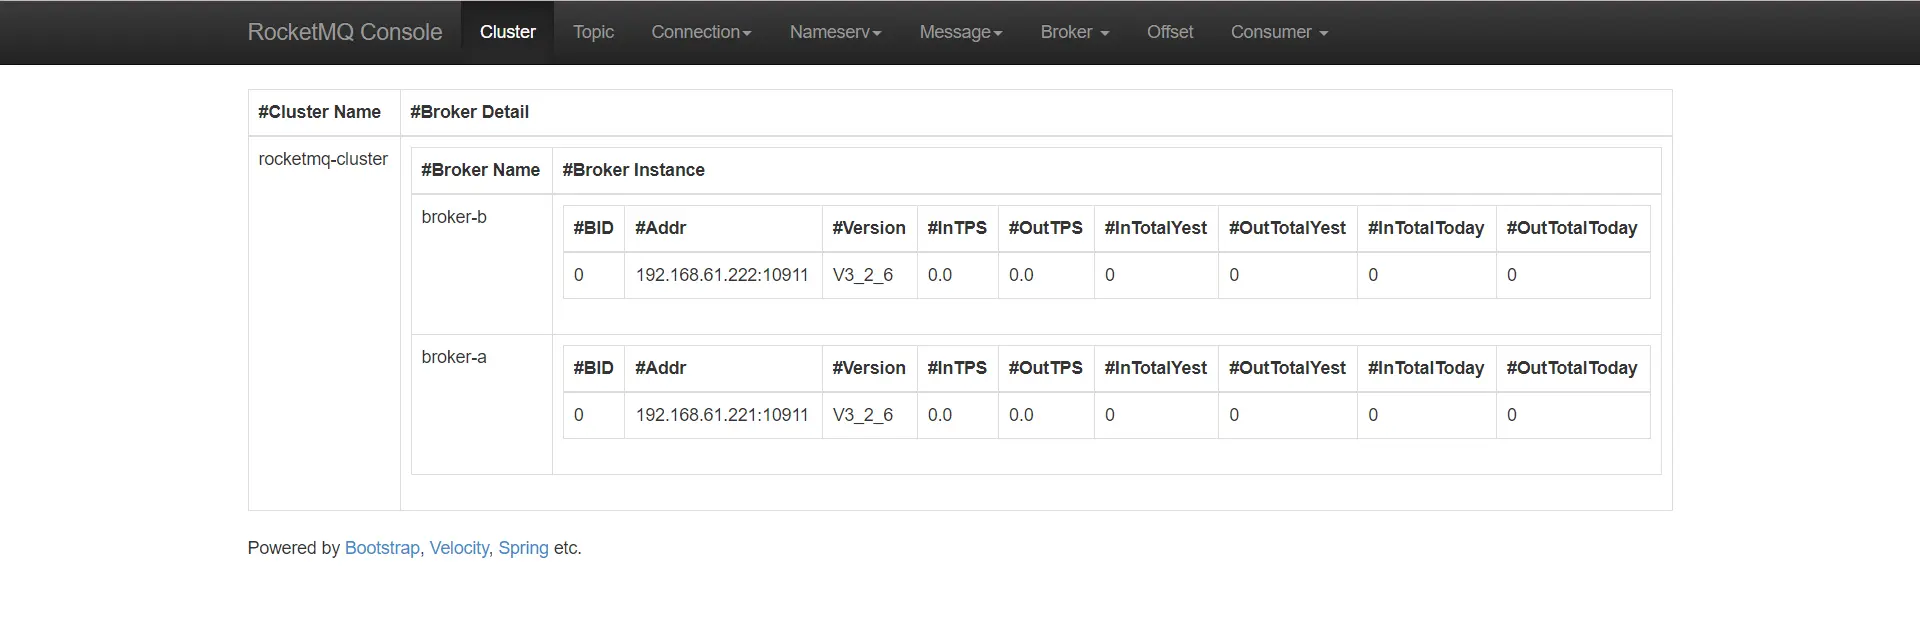 RocketMQ Console Cluster Topic Connection Nameserv Message Broker Offset Consumer
#Cluster Name #Broker Detail
rocketmq-cluster
#Broker Name #Broker Instance
broker-b
#BID #Addr #Version #InTPS #OutTPS #InTotalYest #OutTotalYest #InTotalToday #OutTotalToday
0 192.168.61.222:10911 V3_2_6 0.0 0.0 0 0 0 0
broker-a
#BID #Addr #Version #InTPS #OutTPS #InTotalYest #OutTotalYest #InTotalToday #OutTotalToday
0 192.168.61.221:10911 V3_2_6 0.0 0.0 0 0 0 0
Powered by Bootstrap, Velocity, Spring etc.